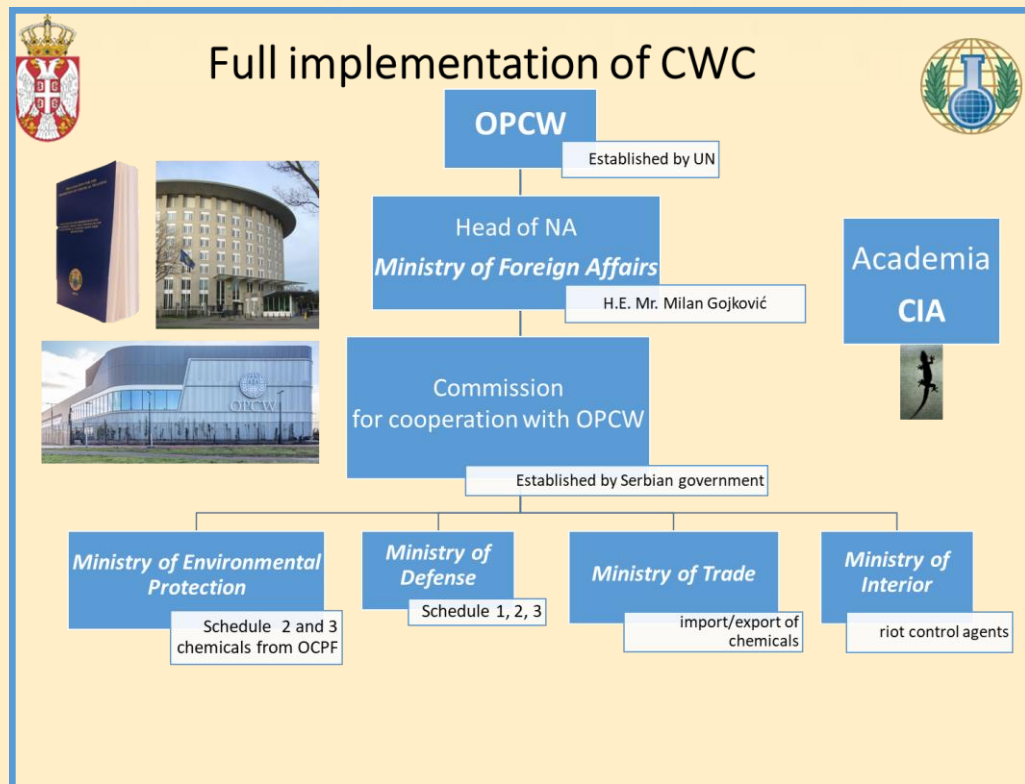 Full implementation of CWC
OPCW
Established by UN
Head of NA
Ministry of Foreign Affairs
H.E. Mr. Milan Gojković
Academia
CIA
OPCW
Commission
for cooperation with OPCW
Established by Serbian government
Ministry of Environmental
Protection
Schedule 2 and 3
chemicals from OCPF
Ministry of
Defense
Schedule 1, 2, 3
Ministry of Trade
import/export of
chemicals
Ministry of
Interior
riot control agents